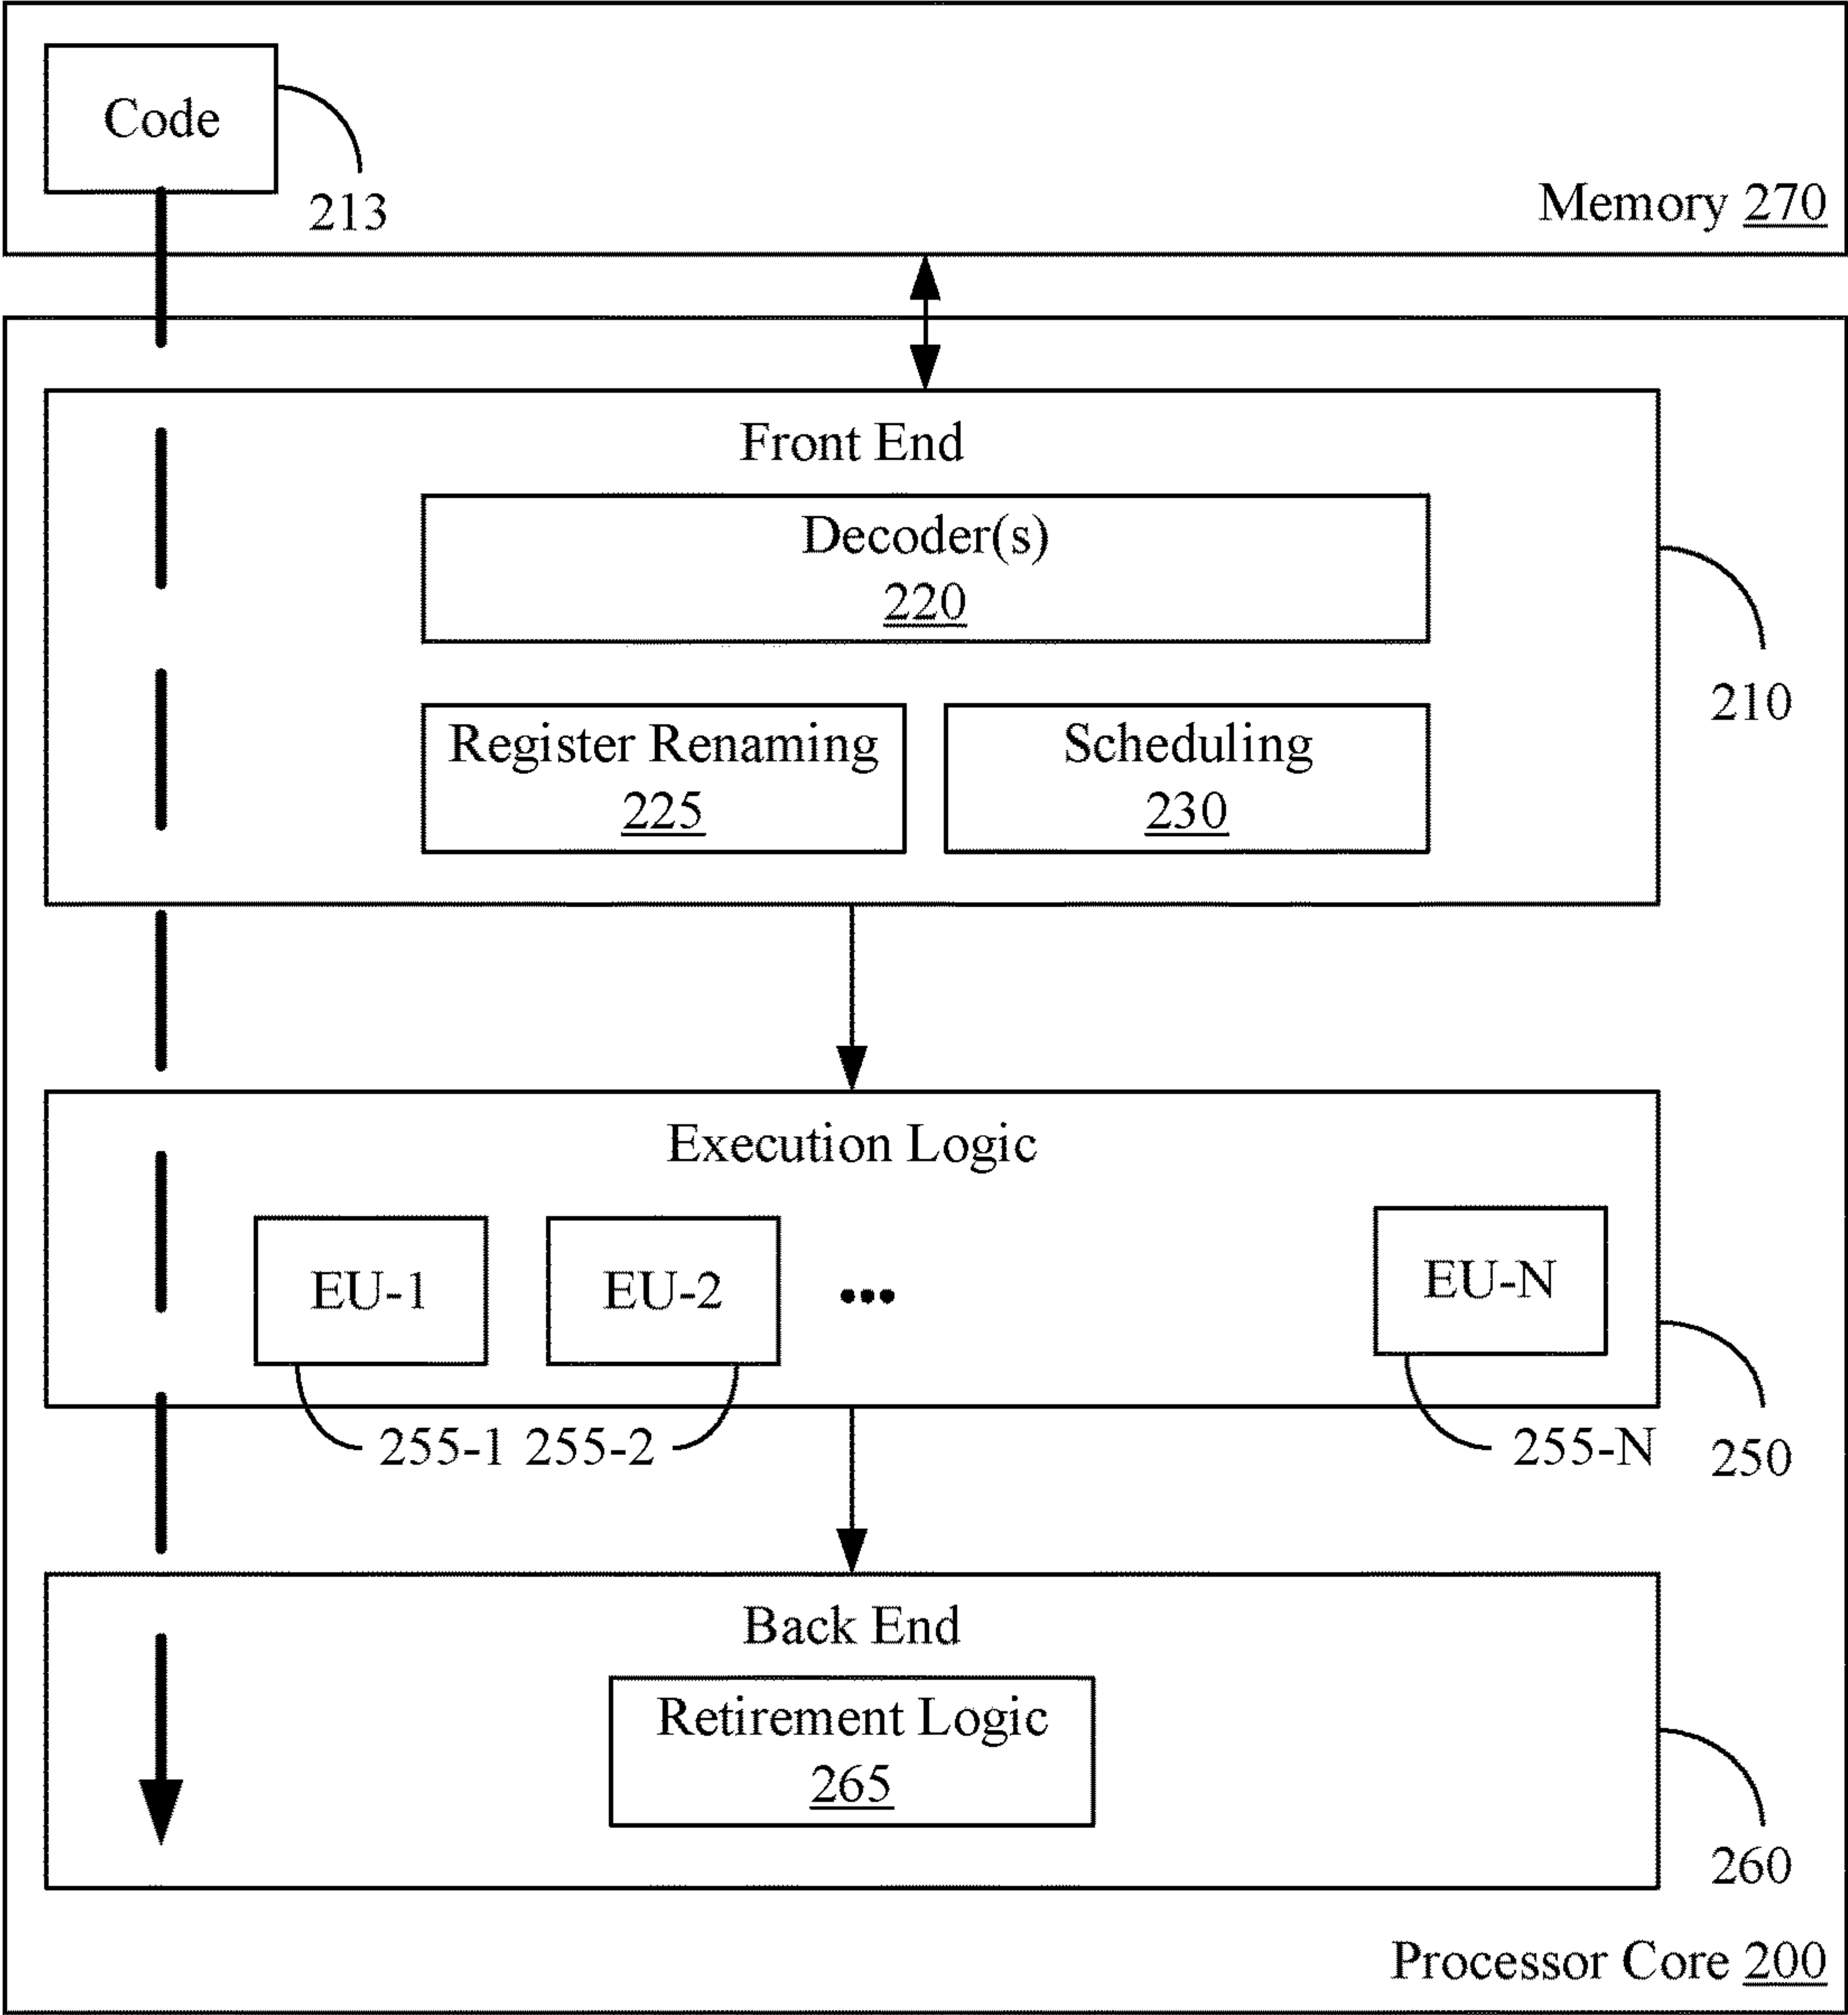 Code
213
Memory 270
Front End
Decoder(s)
220
210
Register Renaming
225
Scheduling
230
Execution Logic
EU-1
EU-2
•••
EU-N
255-1 255-2
255-N
250
Back End
Retirement Logic
265
260
Processor Core 200